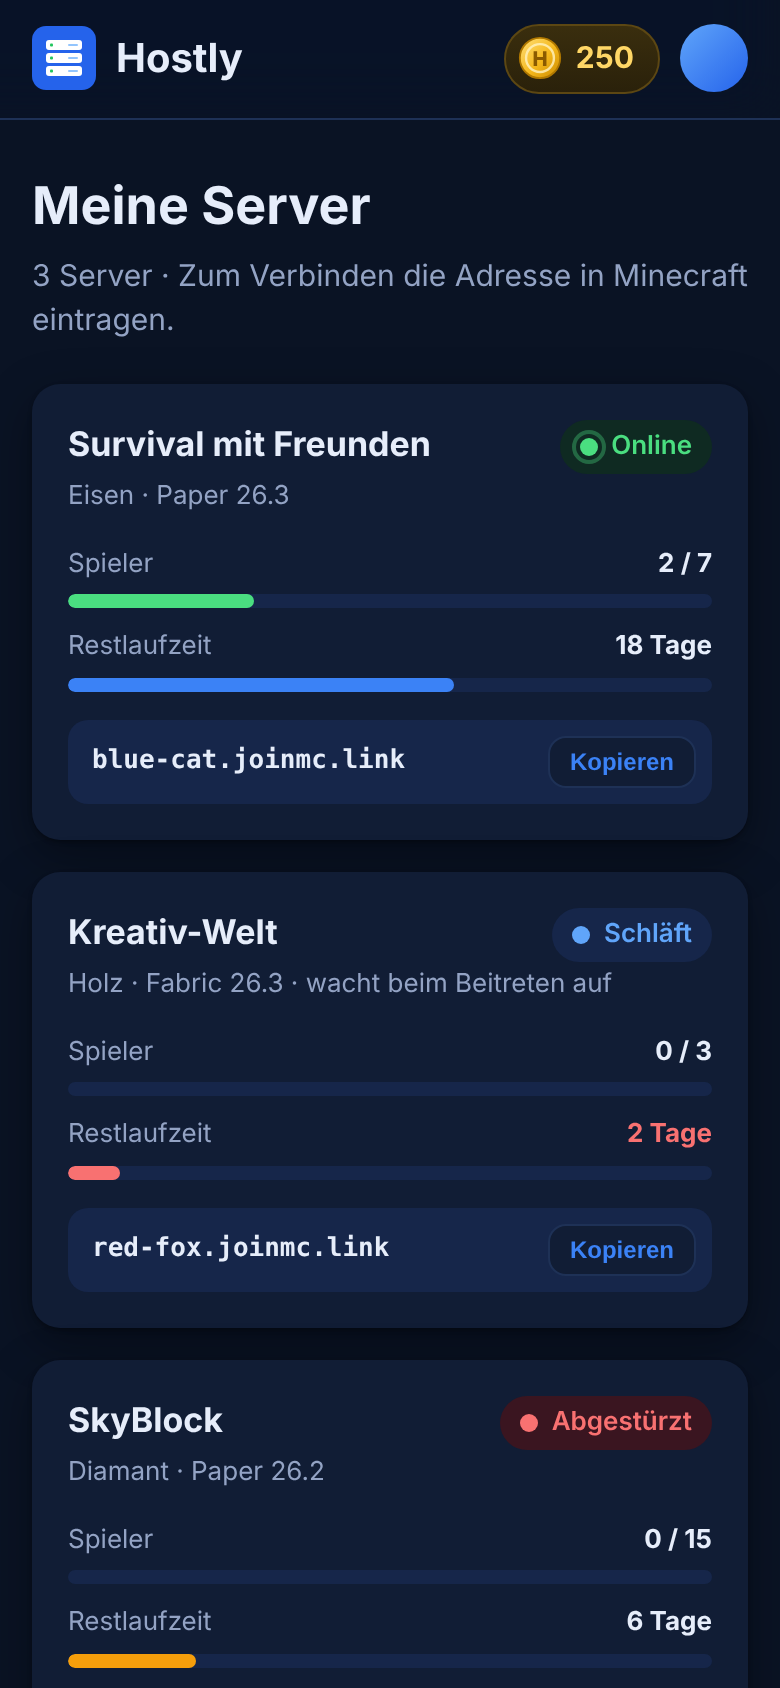 Hostly
H 250
Meine Server
3 Server · Zum Verbinden die Adresse in Minecraft
eintragen.
Survival mit Freunden
Online
Eisen · Paper 26.3
Spieler 2 / 7
Restlaufzeit 18 Tage
blue-cat.joinmc.link Kopieren
Kreativ-Welt
Schläft
Holz · Fabric 26.3 · wacht beim Beitreten auf
Spieler 0 / 3
Restlaufzeit 2 Tage
red-fox.joinmc.link Kopieren
SkyBlock
Abgestürzt
Diamant · Paper 26.2
Spieler 0 / 15
Restlaufzeit 6 Tage